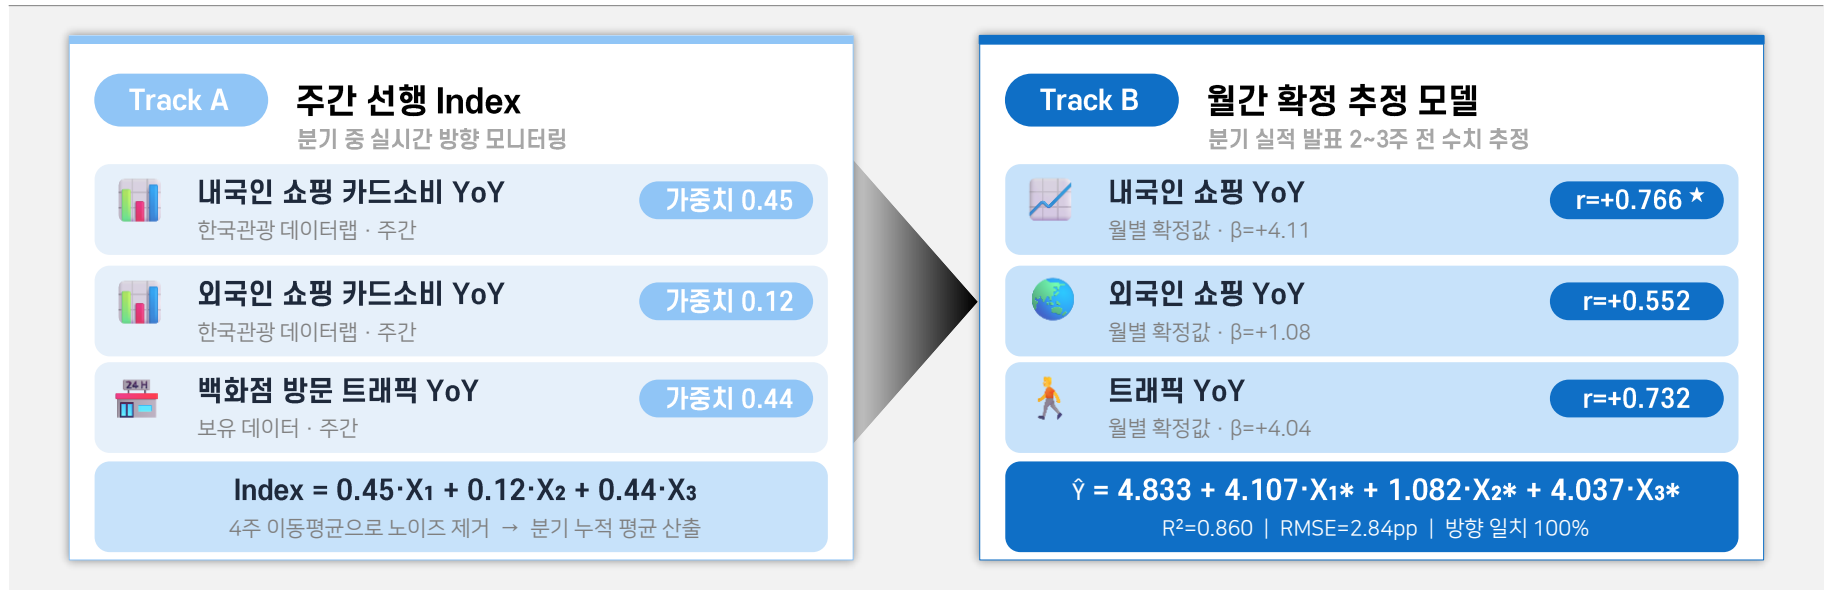 Track A
주간 선행 Index
분기 중 실시간 방향 모니터링
내국인 쇼핑 카드소비 YoY
가중치 0.45
한국관광 데이터랩 · 주간
외국인 쇼핑 카드소비 YoY
가중치 0.12
한국관광 데이터랩 · 주간
24 H
백화점 방문 트래픽 YoY
가중치 0.44
보유 데이터 · 주간
Index = 0.45·X₁ + 0.12·X₂ + 0.44·X₃
4주 이동평균으로 노이즈 제거 → 분기 누적 평균 산출
Track B
월간 확정 추정 모델
분기 실적 발표 2~3주 전 수치 추정
내국인 쇼핑 YoY
r=+0.766 ★
월별 확정값 · β=+4.11
외국인 쇼핑 YoY
r=+0.552
월별 확정값 · β=+1.08
트래픽 YoY
r=+0.732
월별 확정값 · β=+4.04
Ŷ = 4.833 + 4.107·X₁* + 1.082·X₂* + 4.037·X₃*
R²=0.860 | RMSE=2.84pp | 방향 일치 100%